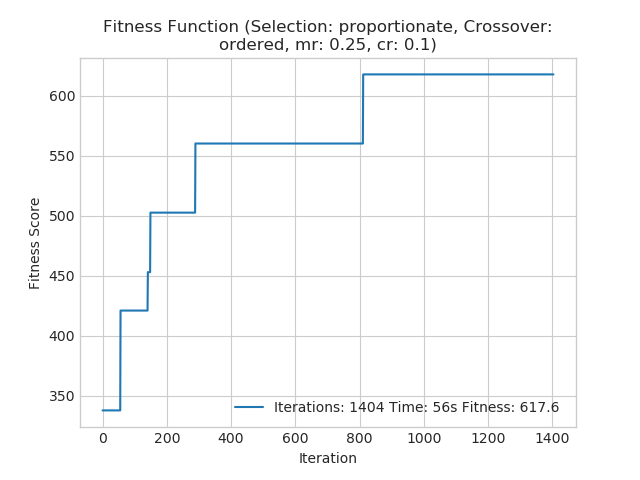 Fitness Function (Selection: proportionate, Crossover:
ordered, mr: 0.25, cr: 0.1)
Fitness Score
600
550
500
450
400
350
Iterations: 1404 Time: 56s Fitness: 617.6
0 200 400 600 800 1000 1200 1400
Iteration